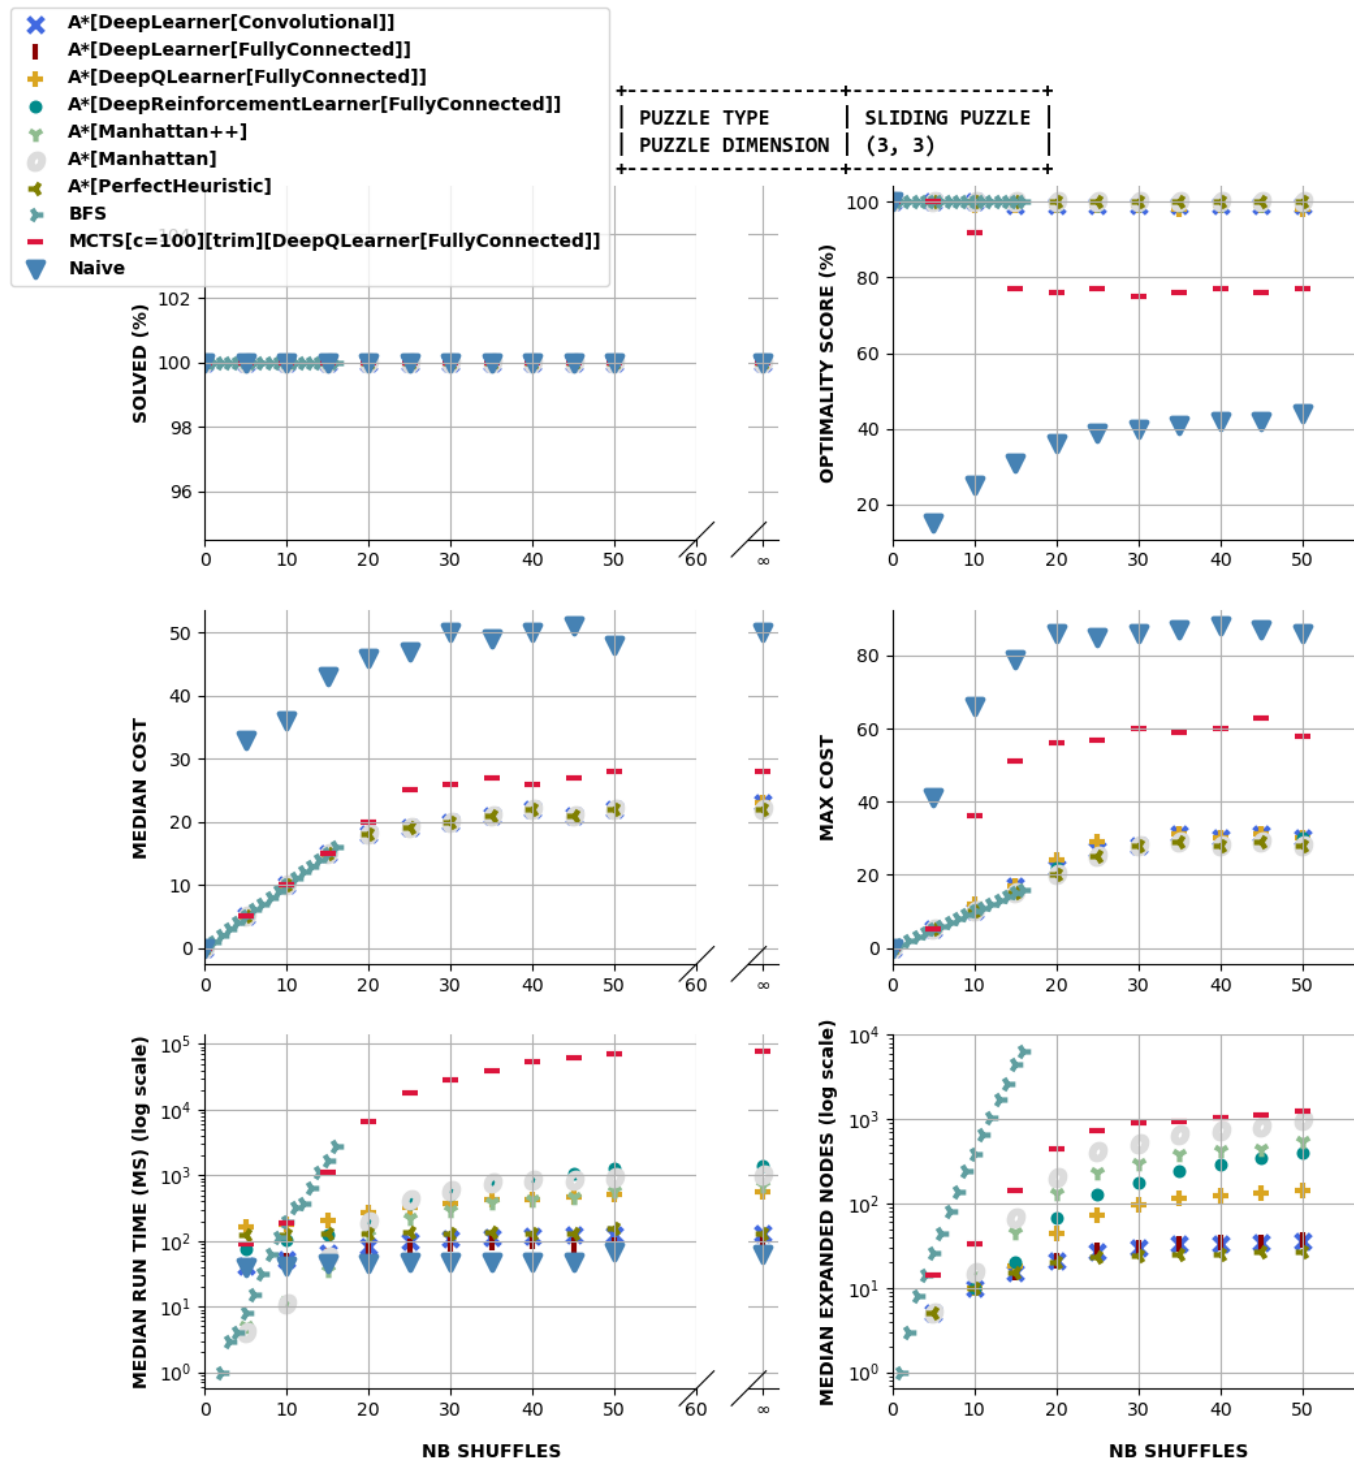 A*[DeepLearner[Convolutional]]
A*[DeepLearner[FullyConnected]]
A*[DeepQLearner[FullyConnected]]
A*[DeepReinforcementLearner[FullyConnected]]
A*[Manhattan++]
A*[Manhattan]
A*[PerfectHeuristic]
BFS
MCTS[c=100][trim][DeepQLearner[FullyConnected]]
Naive
+------------------+-----------------+
| PUZZLE TYPE | SLIDING PUZZLE |
| PUZZLE DIMENSION | (3, 3) |
+------------------+-----------------+
SOLVED (%)
104
102
100
98
96
0 10 20 30 40 50 60 ∞
OPTIMALITY SCORE (%)
100
80
60
40
20
0 10 20 30 40 50
MEDIAN COST
50
40
30
20
10
0
0 10 20 30 40 50 60 ∞
MAX COST
80
60
40
20
0
0 10 20 30 40 50
MEDIAN RUN TIME (MS) (log scale)
10^5
10^4
10^3
10^2
10^1
10^0
0 10 20 30 40 50 60 ∞
NB SHUFFLES
MEDIAN EXPANDED NODES (log scale)
10^4
10^3
10^2
10^1
10^0
0 10 20 30 40 50
NB SHUFFLES